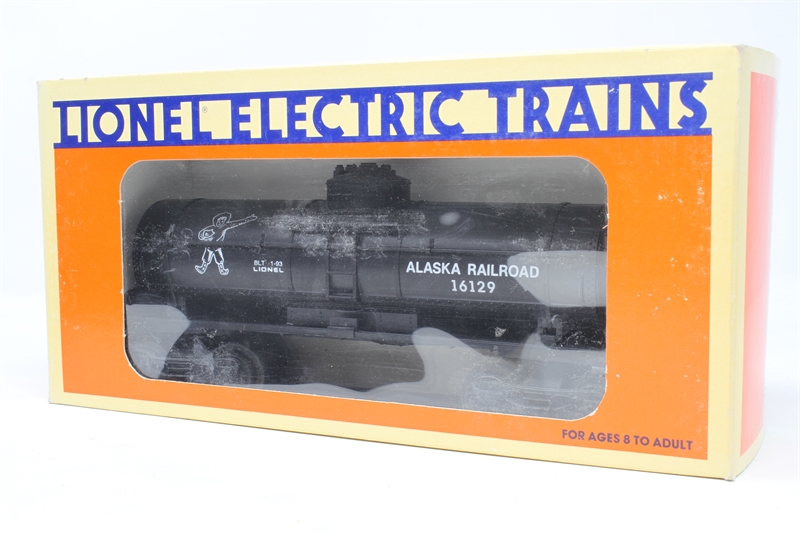 LIONEL® ELECTRIC TRAINS
BLT 1-93
LIONEL
ALASKA RAILROAD
16129
FOR AGES 8 TO ADULT